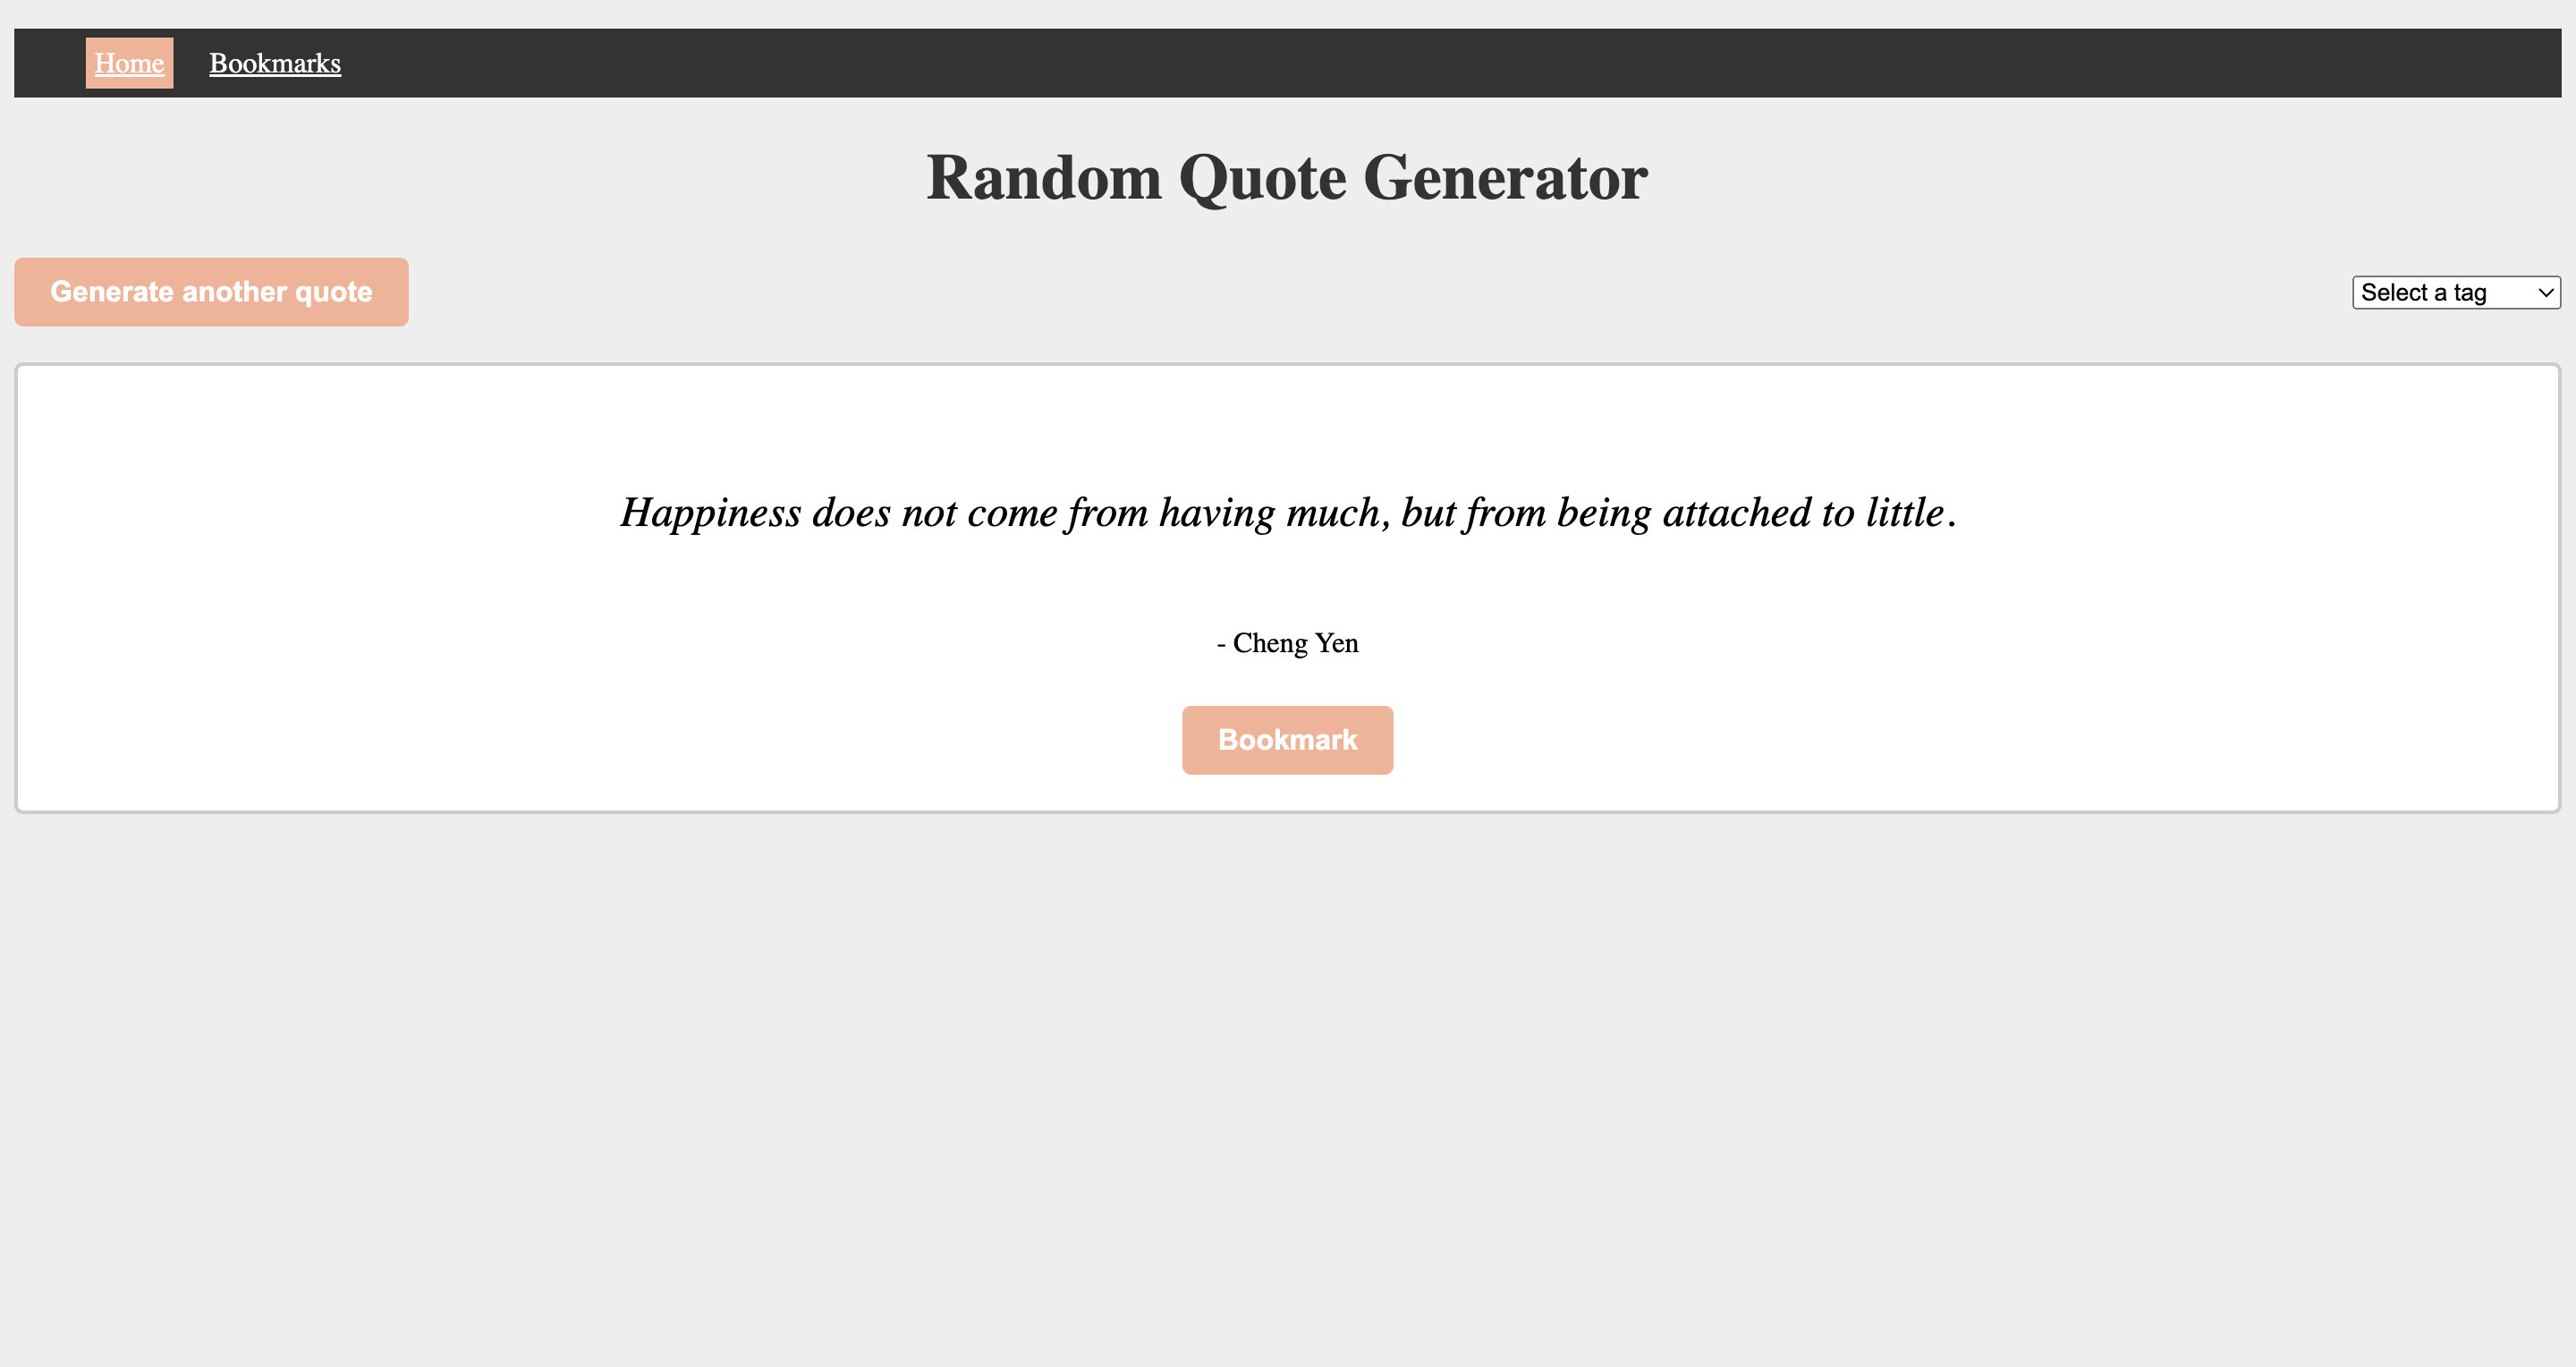 Home Bookmarks
Random Quote Generator
Generate another quote
Select a tag
Happiness does not come from having much, but from being attached to little.
- Cheng Yen
Bookmark